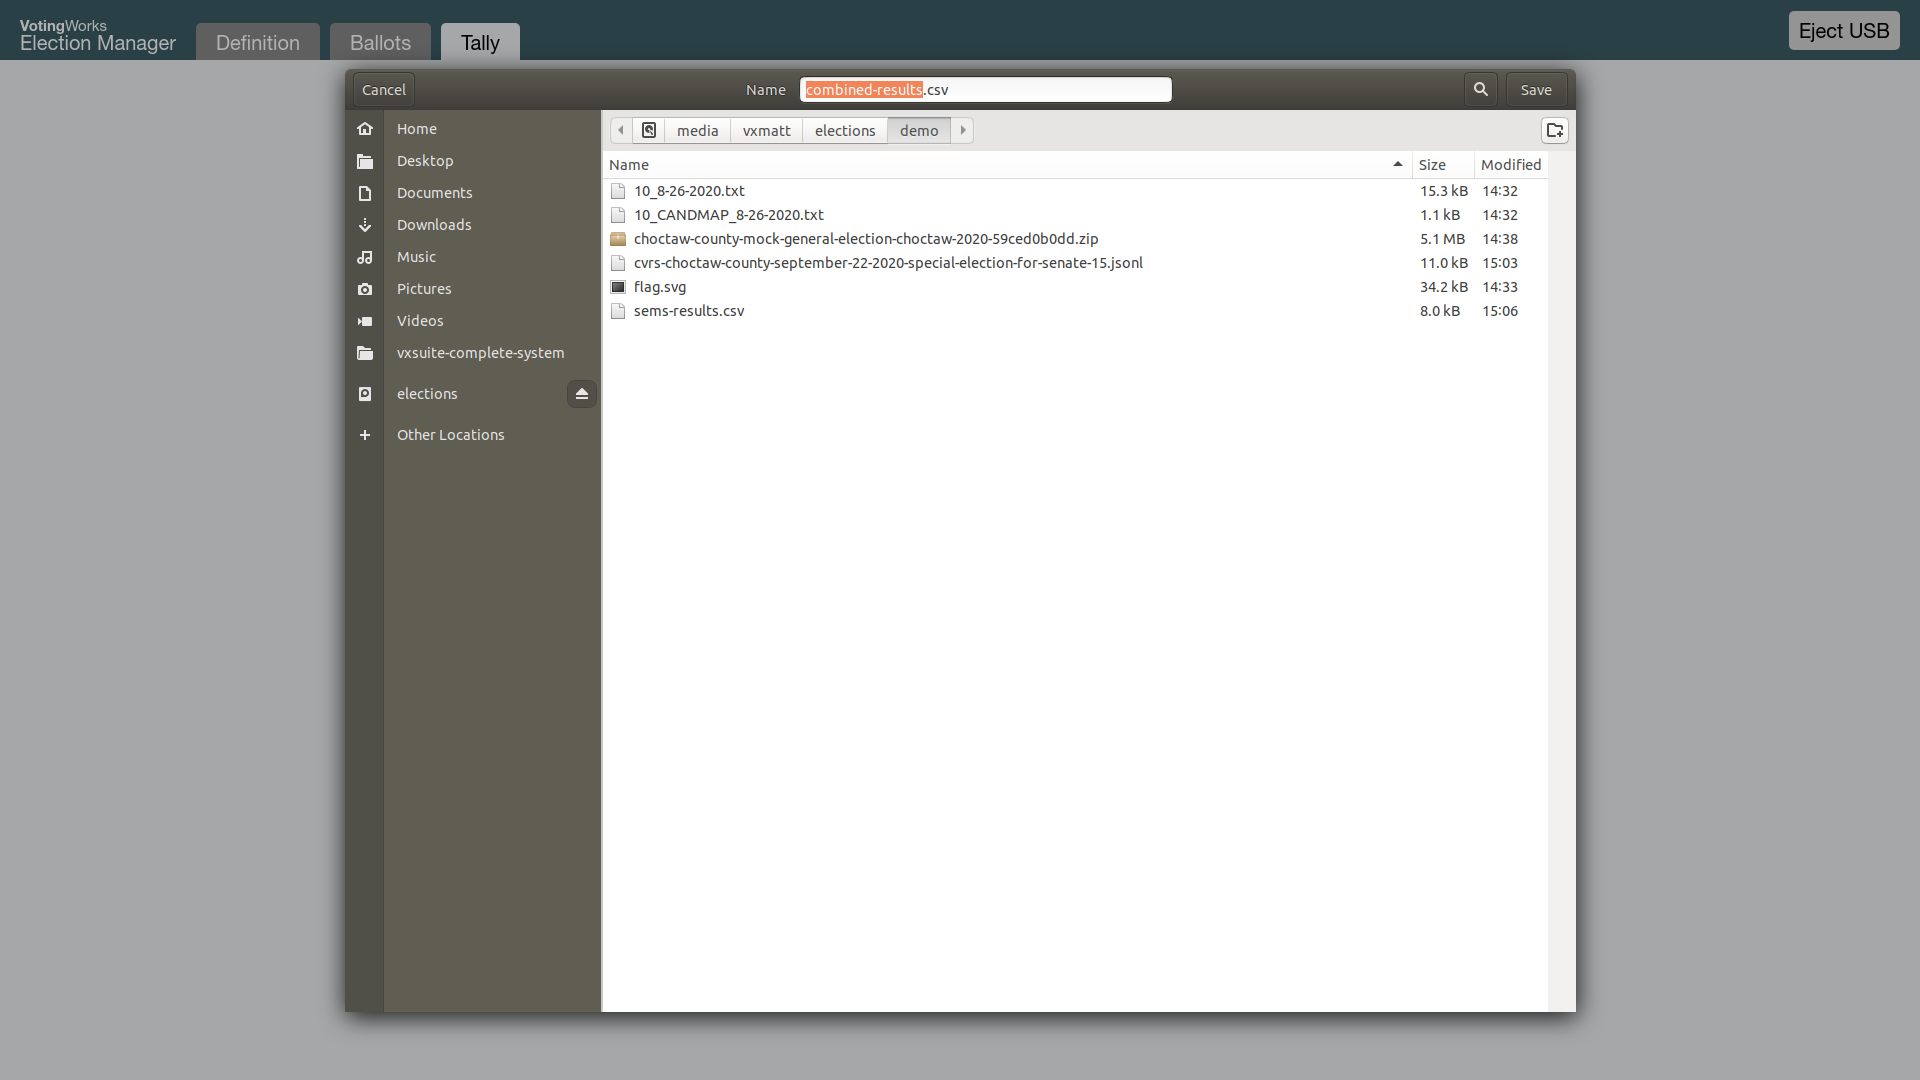 VotingWorks
Election Manager
Definition
Ballots
Tally
Eject USB
Cancel
Name
combined-results.csv
Save
Home
Desktop
Documents
Downloads
Music
Pictures
Videos
vxsuite-complete-system
elections
Other Locations
media
vxmatt
elections
demo
Name Size Modified
10_8-26-2020.txt 15.3 kB 14:32
10_CANDMAP_8-26-2020.txt 1.1 kB 14:32
choctaw-county-mock-general-election-choctaw-2020-59ced0b0dd.zip 5.1 MB 14:38
cvrs-choctaw-county-september-22-2020-special-election-for-senate-15.jsonl 11.0 kB 15:03
flag.svg 34.2 kB 14:33
sems-results.csv 8.0 kB 15:06